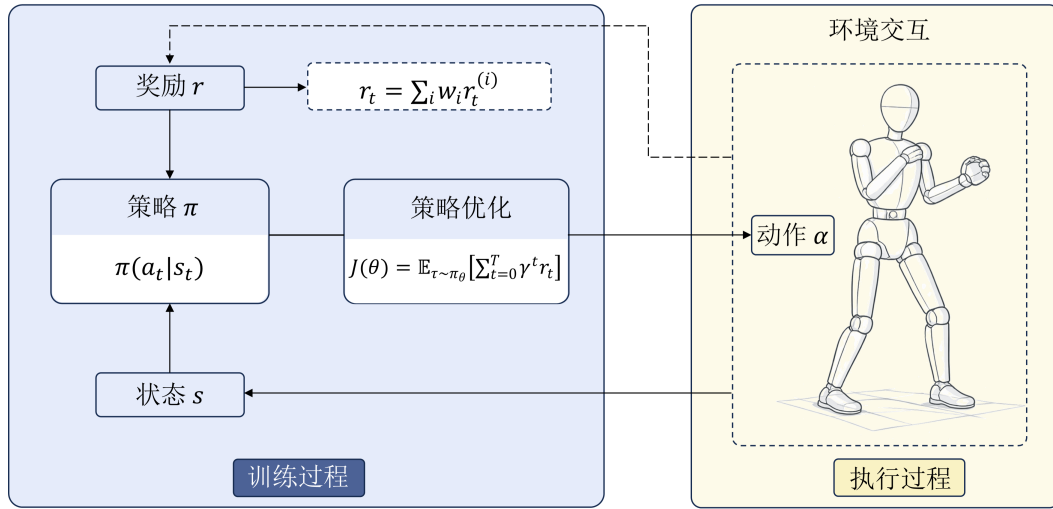 环境交互
奖励 r
r_t = ∑_i w_i r_t^{(i)}
策略 π
π(a_t|s_t)
策略优化
J(θ) = 𝔼_{τ~π_θ}[∑_{t=0}^{T} γ^t r_t]
动作 α
状态 s
训练过程
执行过程